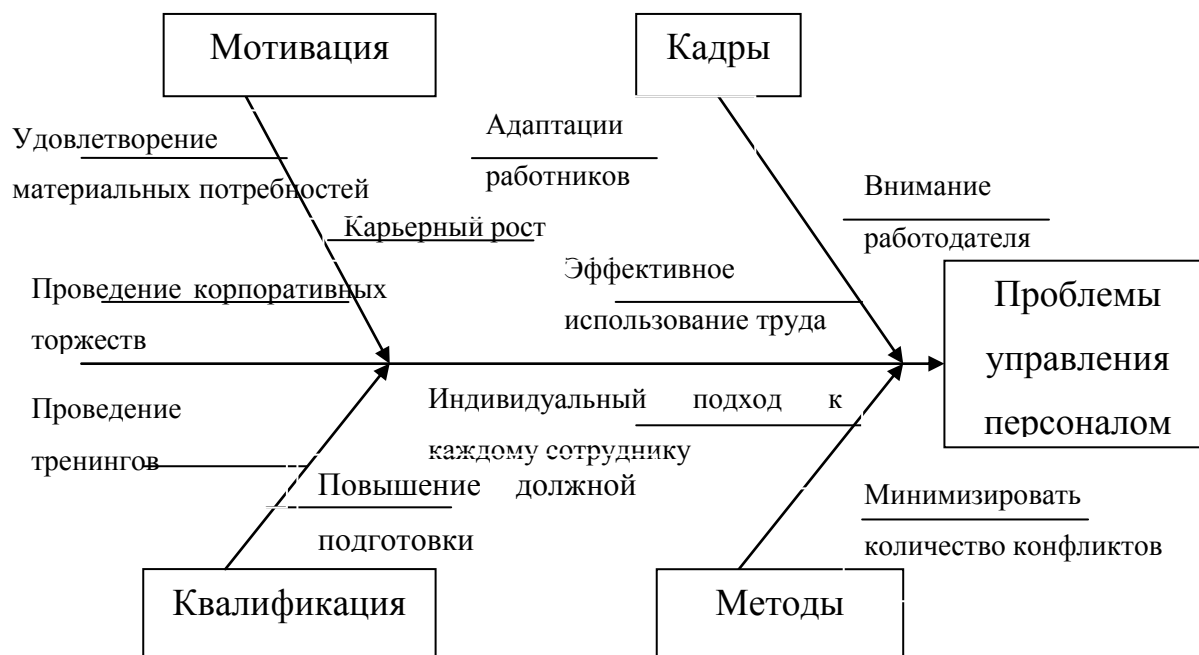 Мотивация
Кадры
Удовлетворение
материальных потребностей
Адаптации
работников
Карьерный рост
Внимание
работодателя
Проведение корпоративных
торжеств
Эффективное
использование труда
Проблемы
управления
персоналом
Проведение
тренингов
Индивидуальный подход к
каждому сотруднику
Повышение должной
подготовки
Минимизировать
количество конфликтов
Квалификация
Методы